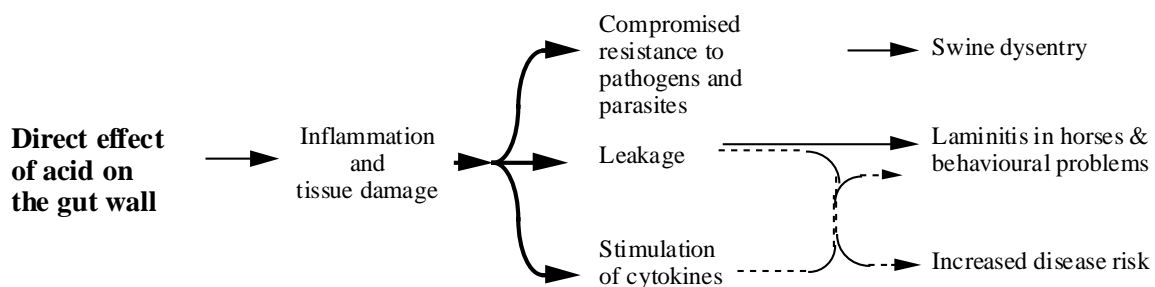 Direct effect
of acid on
the gut wall
Inflammation
and
tissue damage
Compromised
resistance to
pathogens and
parasites
Leakage
Stimulation
of cytokines
Swine dysentry
Laminitis in horses &
behavioural problems
Increased disease risk